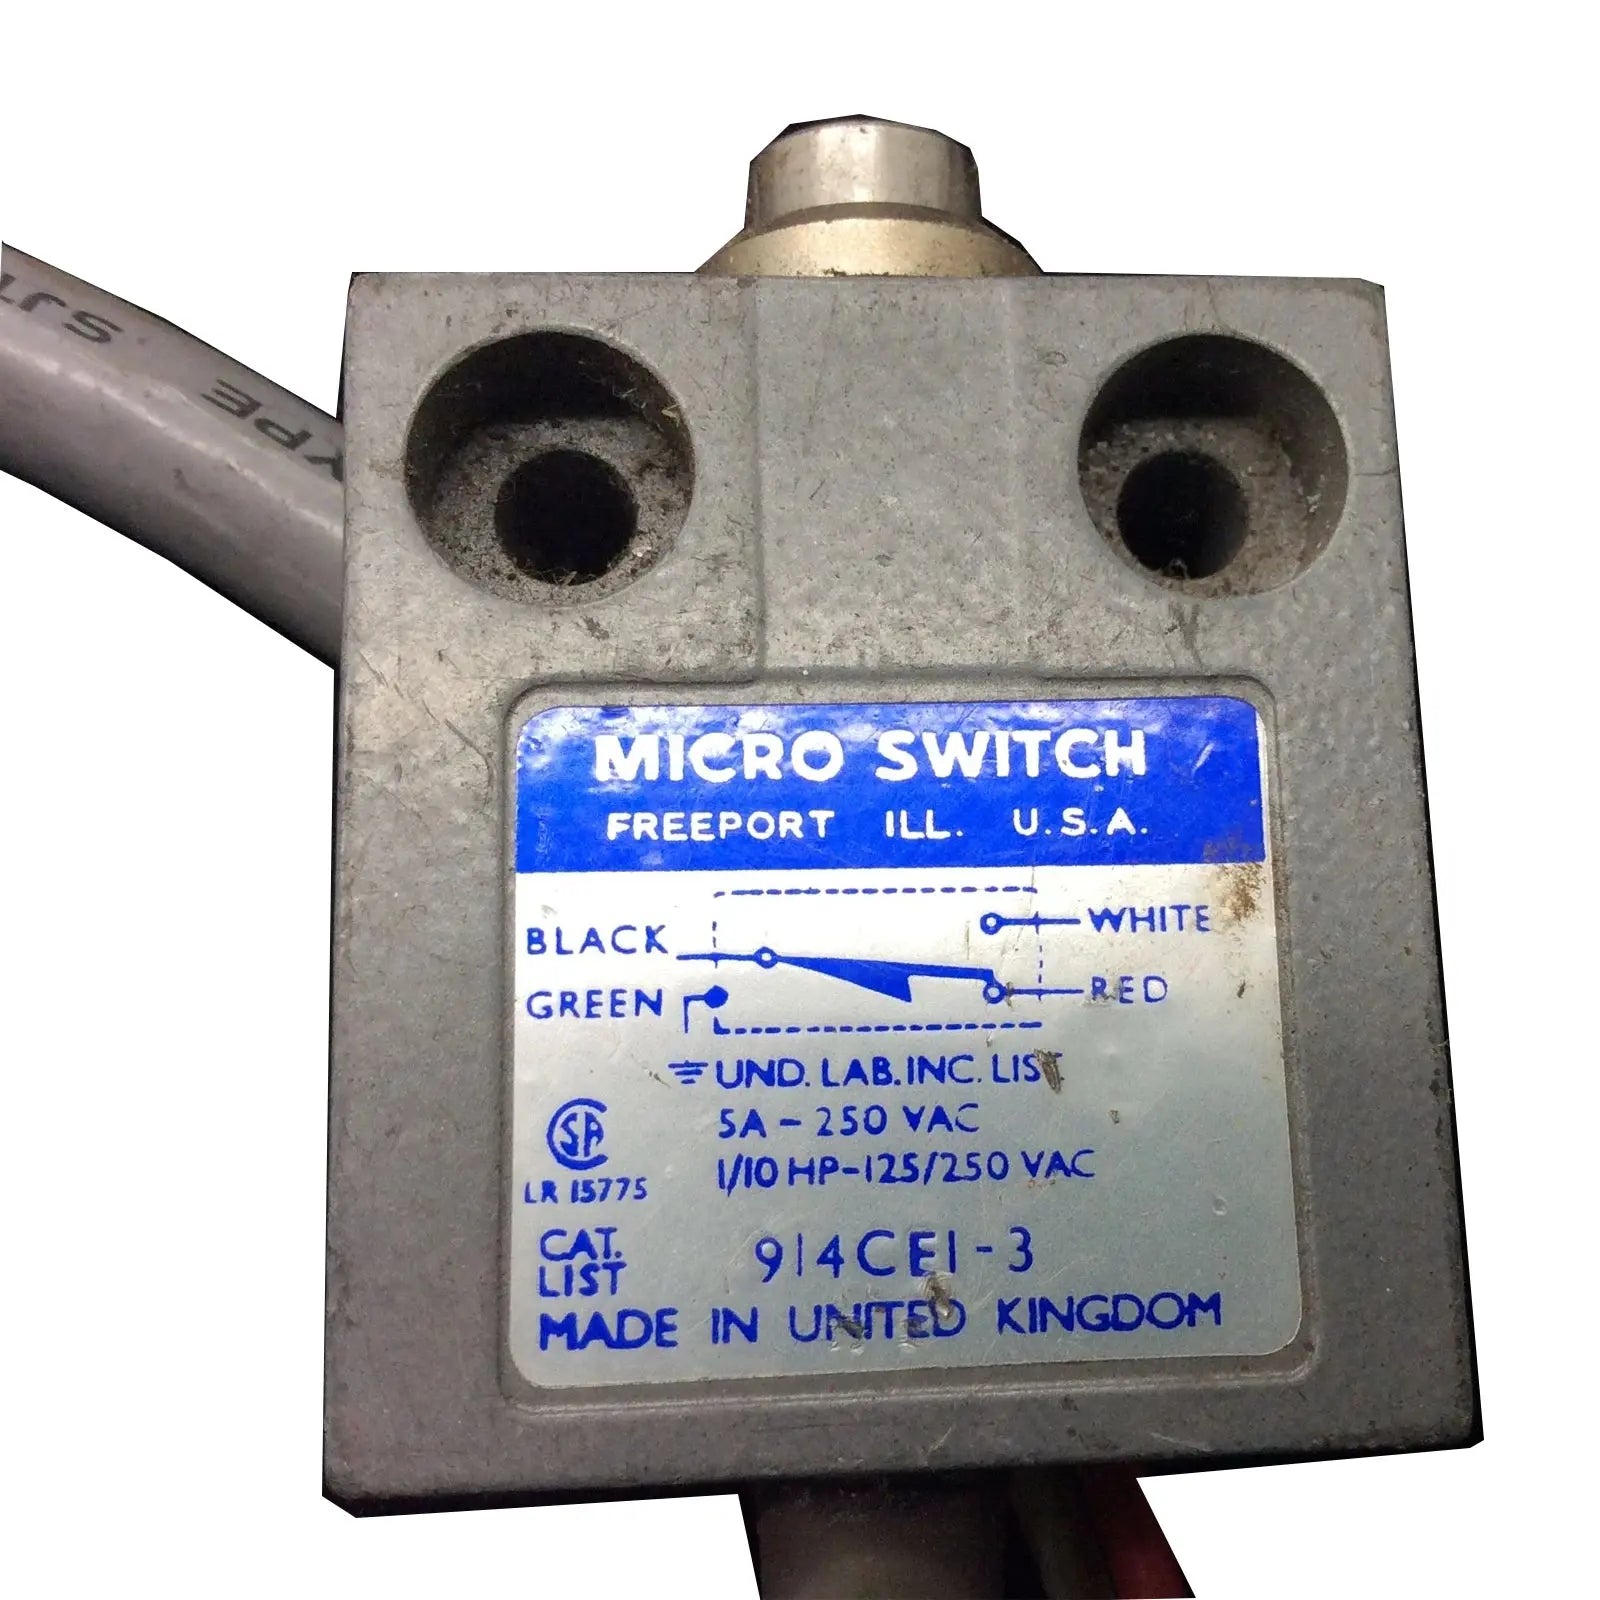 MICRO SWITCH
FREEPORT ILL. U.S.A.
BLACK
WHITE
GREEN
RED
UND. LAB. INC. LIST
5A - 250 VAC
1/10 HP-125/250 VAC
LR 15775
CAT. LIST 914CE1-3
MADE IN UNITED KINGDOM